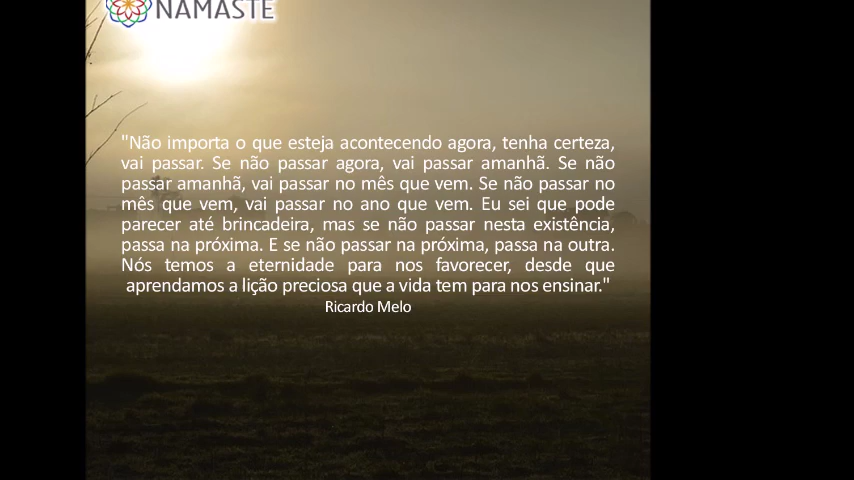 NAMASTE
"Não importa o que esteja acontecendo agora, tenha certeza,
vai passar. Se não passar agora, vai passar amanhã. Se não
passar amanhã, vai passar no mês que vem. Se não passar no
mês que vem, vai passar no ano que vem. Eu sei que pode
parecer até brincadeira, mas se não passar nesta existência,
passa na próxima. E se não passar na próxima, passa na outra.
Nós temos a eternidade para nos favorecer, desde que
aprendamos a lição preciosa que a vida tem para nos ensinar."
Ricardo Melo